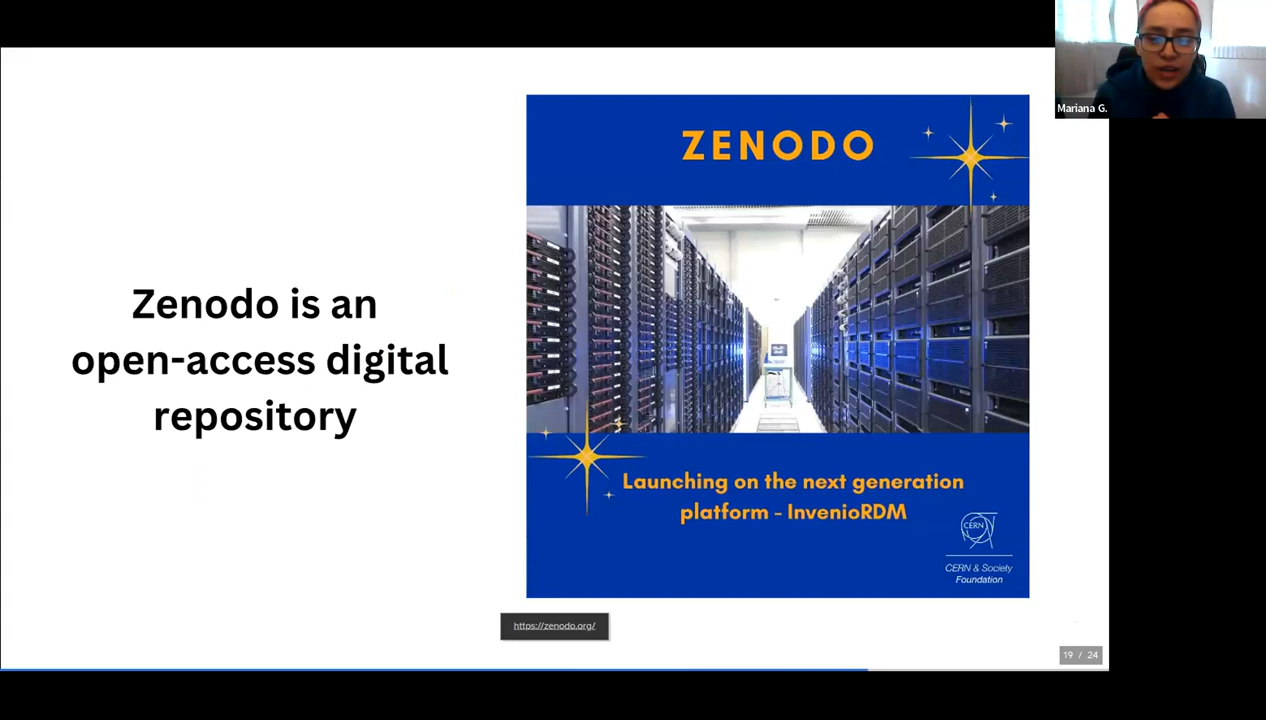 Mariana G.
Zenodo is an
open-access digital
repository
ZENODO
Launching on the next generation
platform - InvenioRDM
CERN
CERN & Society
Foundation
https://zenodo.org/
19 / 24